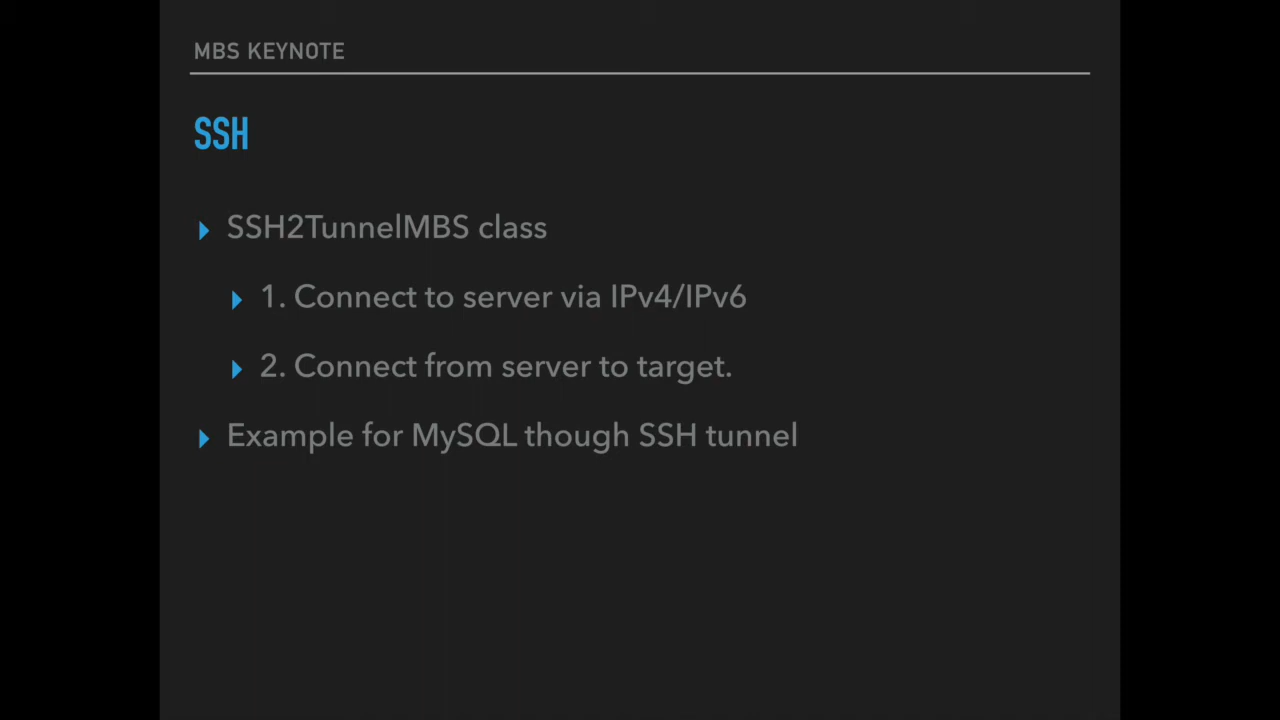 MBS KEYNOTE
SSH
SSH2TunnelMBS class
1. Connect to server via IPv4/IPv6
2. Connect from server to target.
Example for MySQL though SSH tunnel